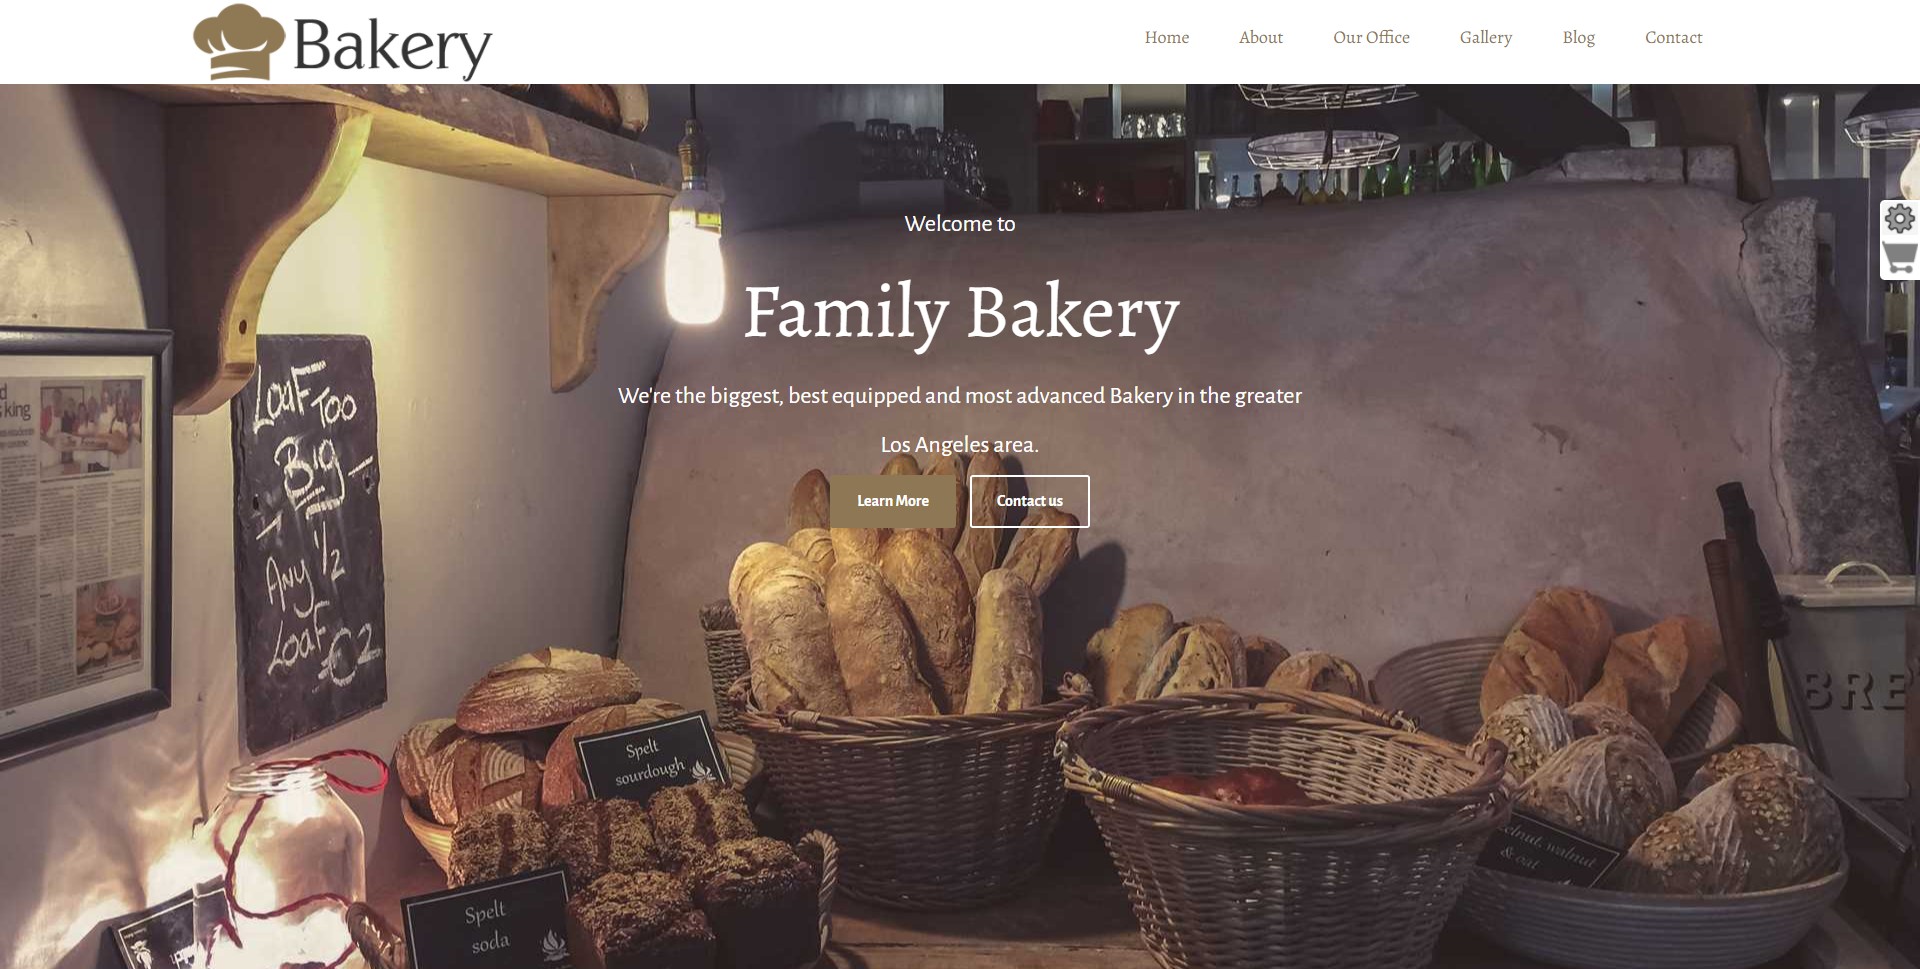 Bakery
Home
About
Our Office
Gallery
Blog
Contact
Welcome to
Family Bakery
We're the biggest, best equipped and most advanced Bakery in the greater
Los Angeles area.
Learn More
Contact us
Loaf Too
Big
Any 1/2
Loaf €2
king
Spelt
sourdough
Spelt
soda
walnut
& oat
BRE